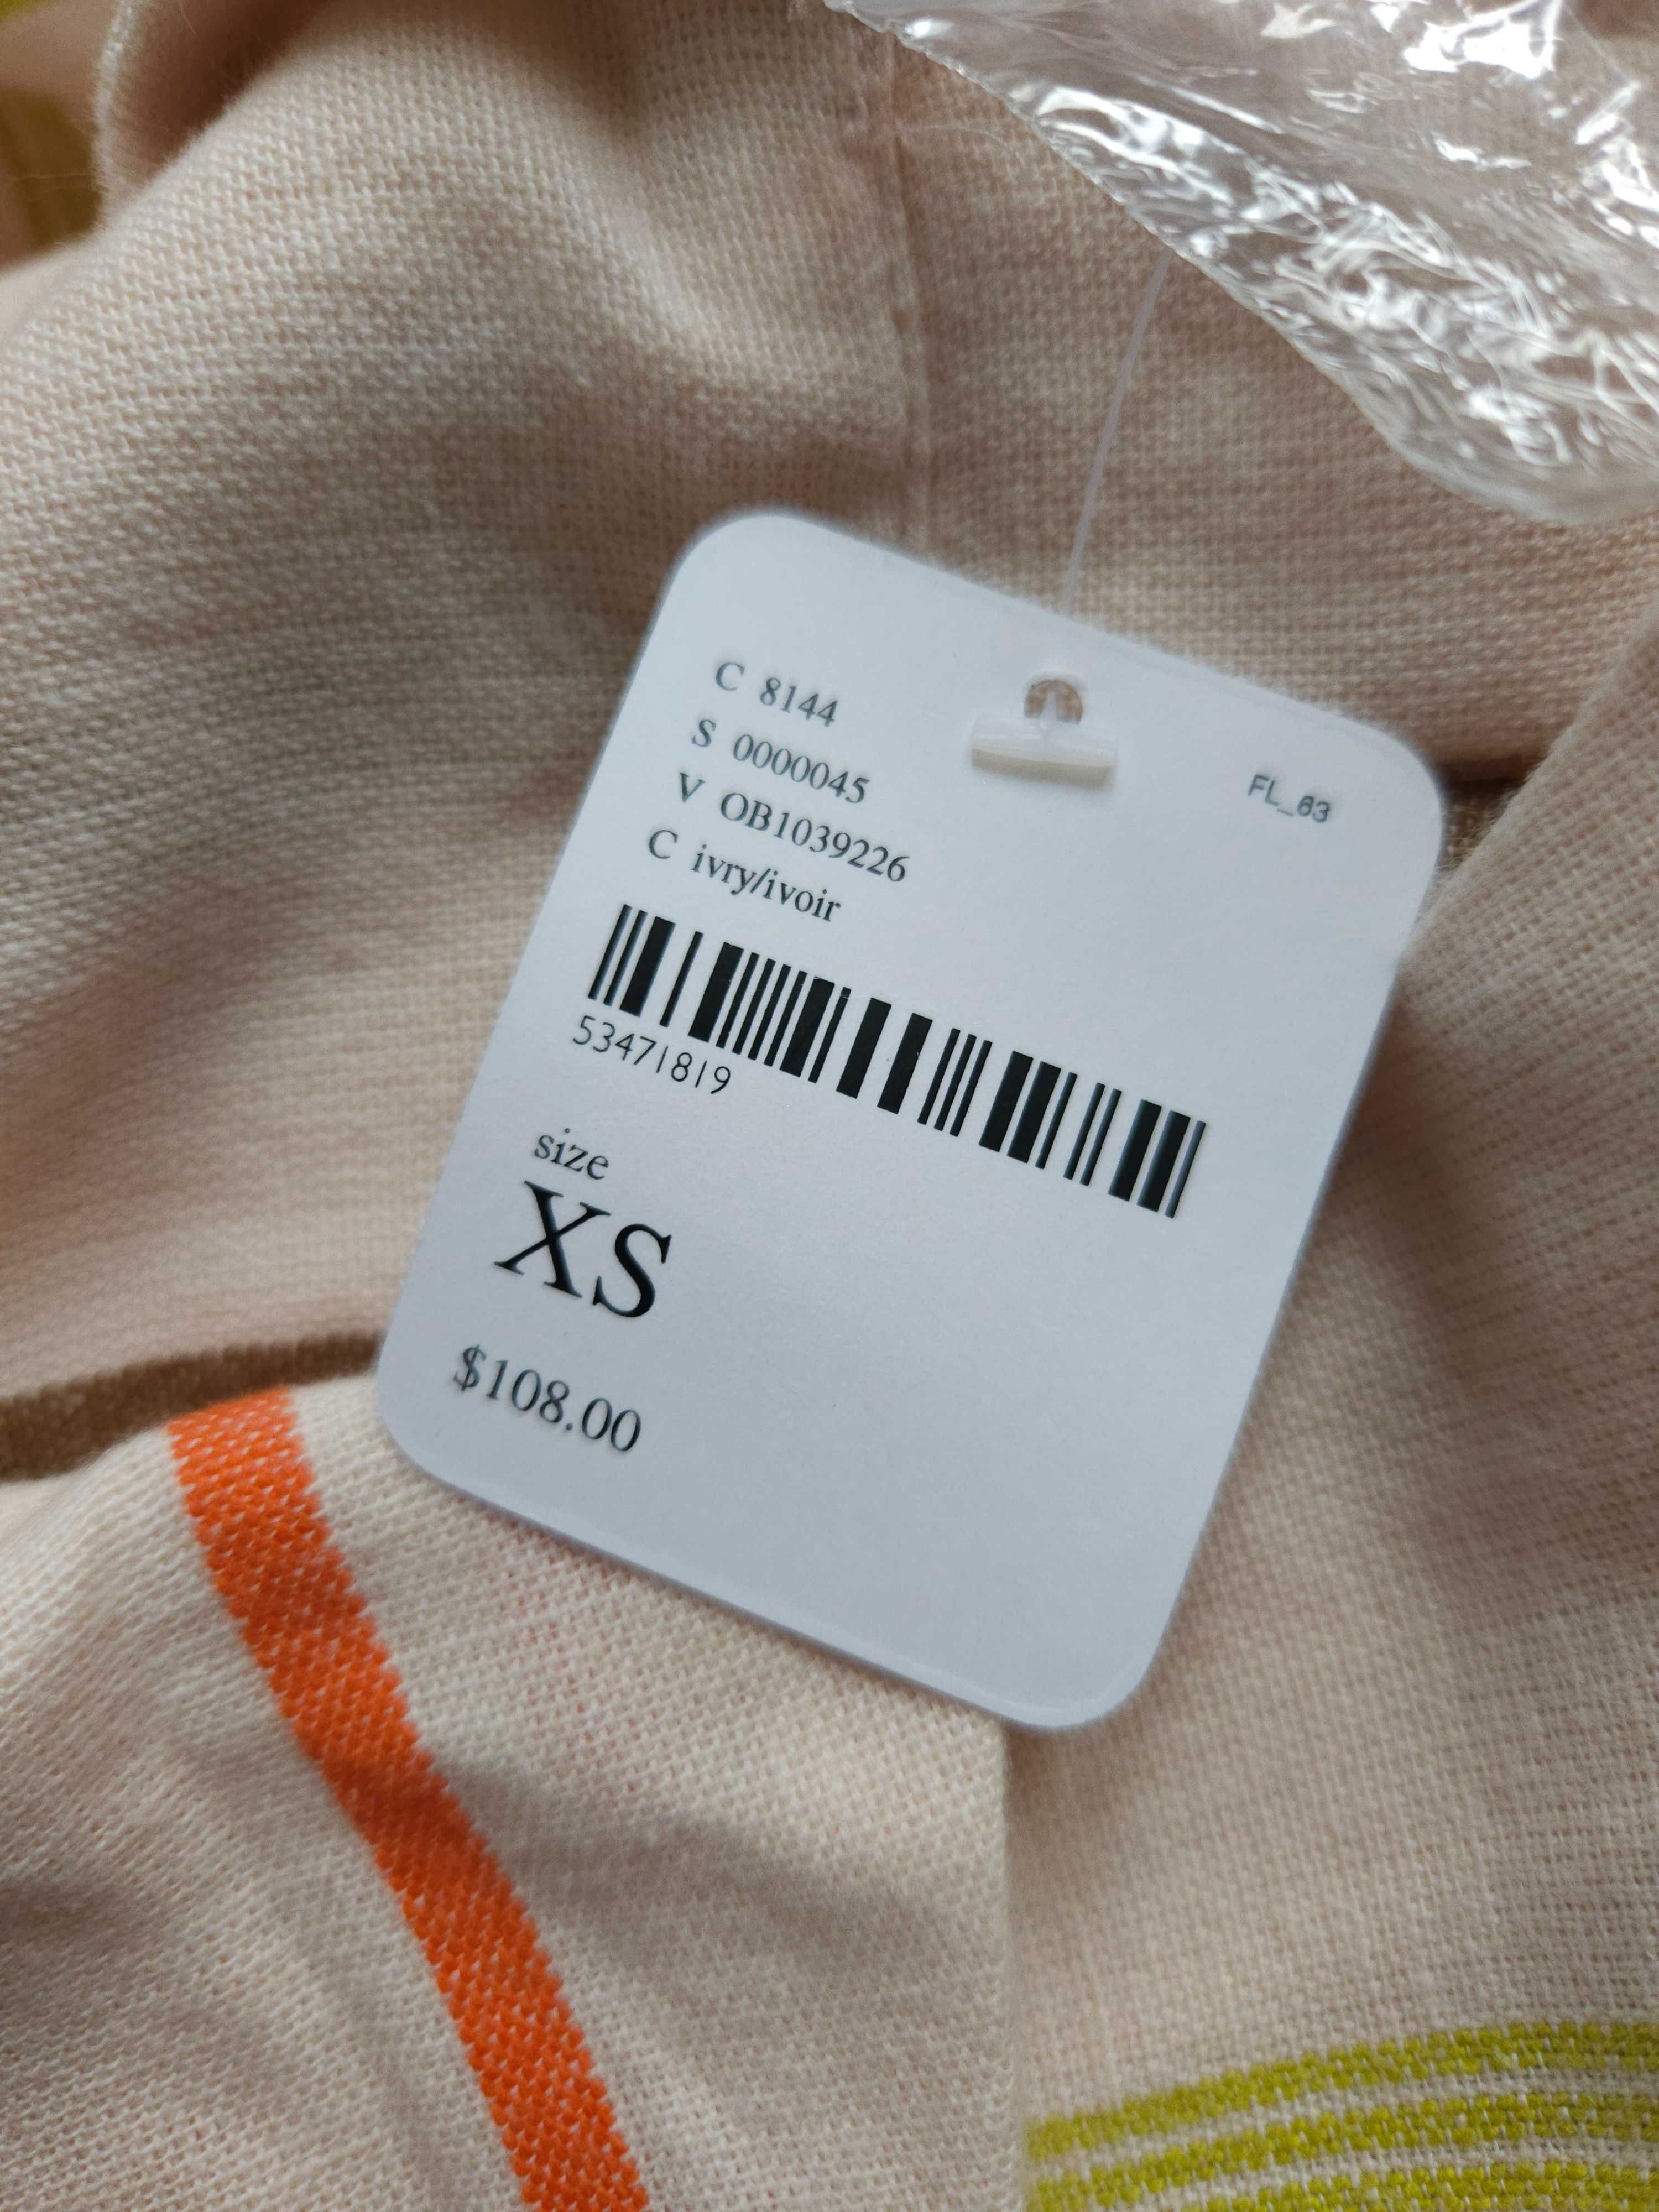 C 8144
S 0000045
V OB1039226
C ivry/ivoir
FL_63
53471819
size
XS
$108.00